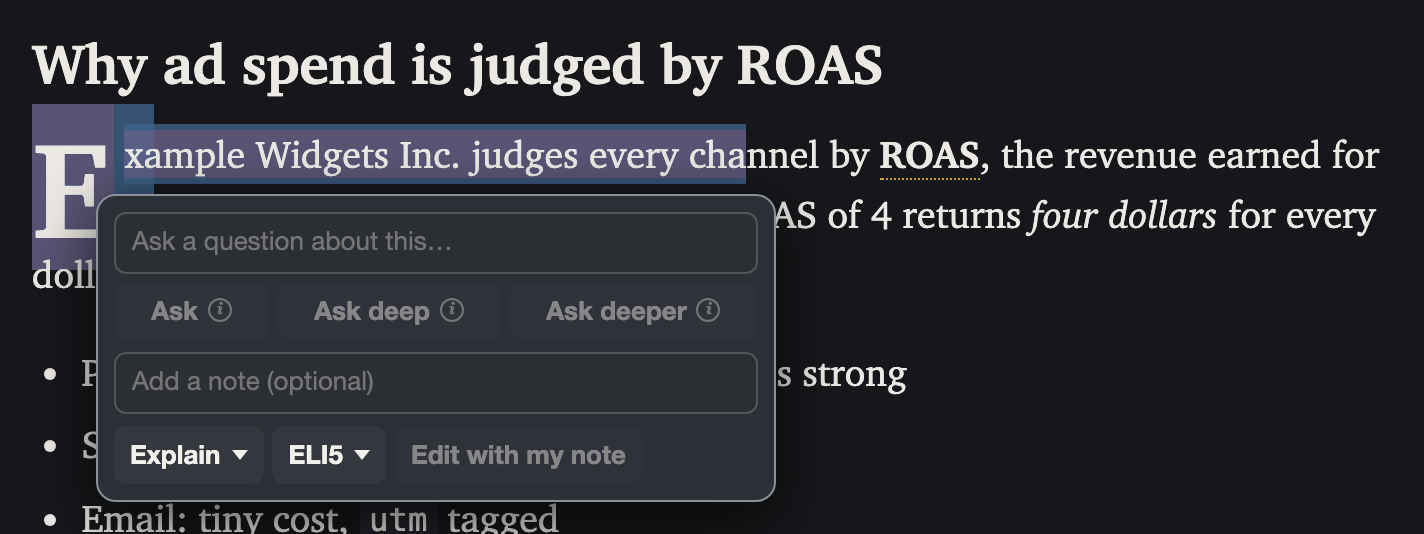 Why ad spend is judged by ROAS
Example Widgets Inc. judges every channel by ROAS, the revenue earned for
AS of 4 returns four dollars for every
doll
Ask a question about this...
Ask Ask deep Ask deeper
s strong
Add a note (optional)
Explain ELI5 Edit with my note
Email: tiny cost, utm tagged